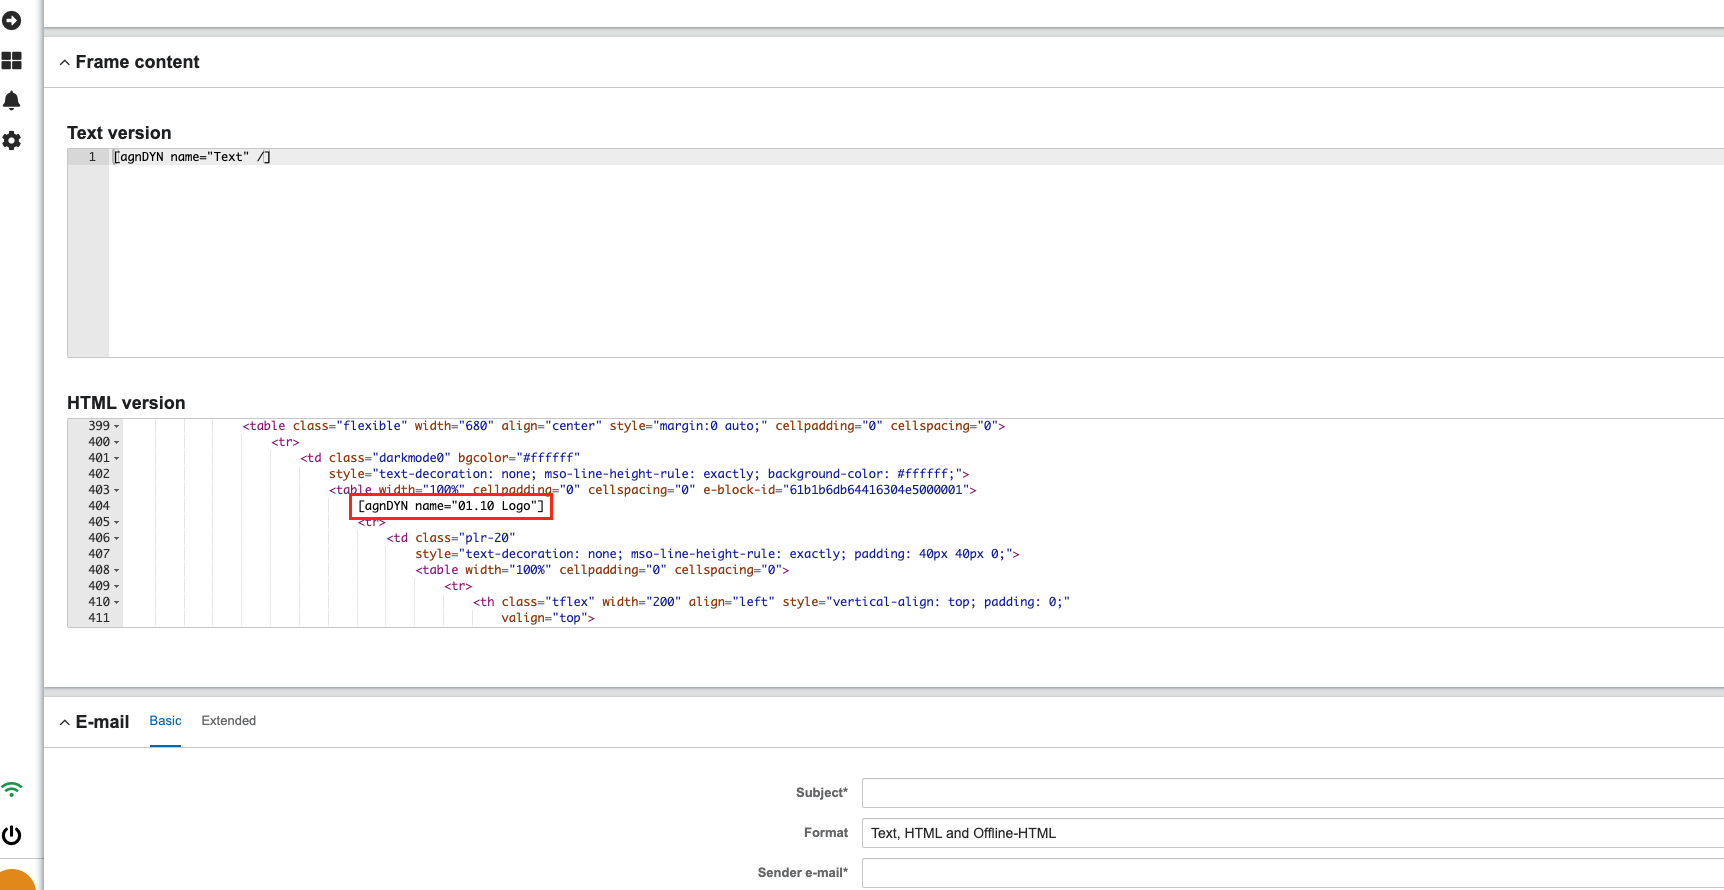 Frame content
Text version
1 [agnDYN name="Text" /]
HTML version
399 <table class="flexible" width="680" align="center" style="margin:0 auto;" cellpadding="0" cellspacing="0">
400 <tr>
401 <td class="darkmode0" bgcolor="#ffffff"
402 style="text-decoration: none; mso-line-height-rule: exactly; background-color: #ffffff;">
403 <table width="100%" cellpadding="0" cellspacing="0" e-block-id="61b1b6db64416304e5000001">
404 [agnDYN name="01.10 Logo"]
405 <tr>
406 <td class="plr-20"
407 style="text-decoration: none; mso-line-height-rule: exactly; padding: 40px 40px 0;">
408 <table width="100%" cellpadding="0" cellspacing="0">
409 <tr>
410 <th class="tflex" width="200" align="left" style="vertical-align: top; padding: 0;"
411 valign="top">
E-mail Basic Extended
Subject*
Format Text, HTML and Offline-HTML
Sender e-mail*